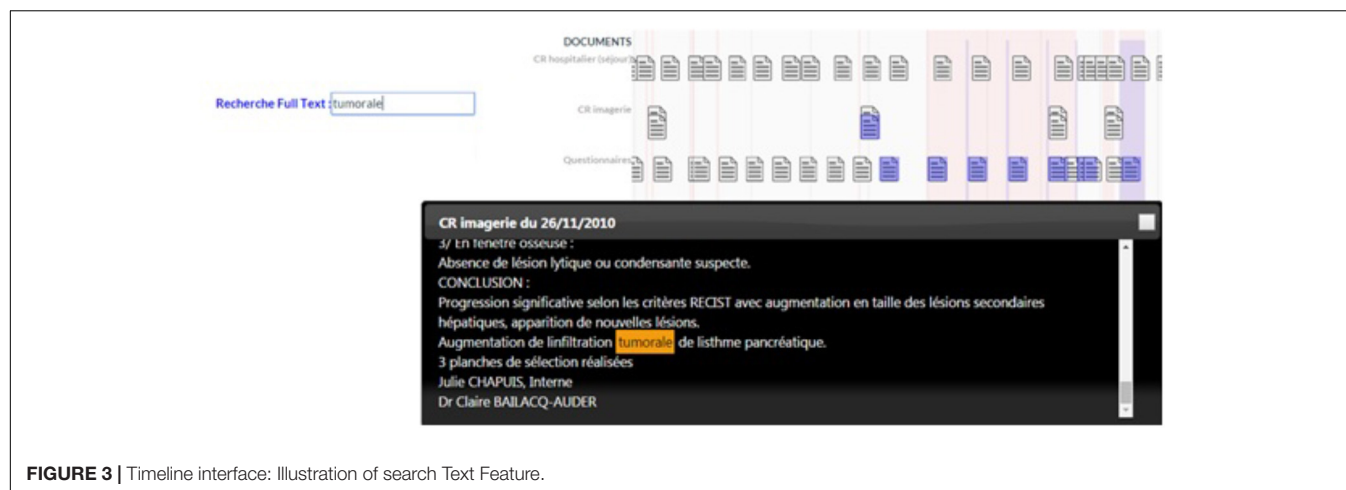 DOCUMENTS
CR hospitalier (séjour)
Recherche Full Text : tumorale
CR imagerie
Questionnaires
CR imagerie du 26/11/2010
3/ En fenetre osseuse :
Absence de lésion lytique ou condensante suspecte.
CONCLUSION :
Progression significative selon les critères RECIST avec augmentation en taille des lésions secondaires
hépatiques, apparition de nouvelles lésions.
Augmentation de linfiltration tumorale de listhme pancréatique.
3 planches de sélection réalisées
Julie CHAPUIS, Interne
Dr Claire BAILACQ-AUDER
FIGURE 3 | Timeline interface: Illustration of search Text Feature.